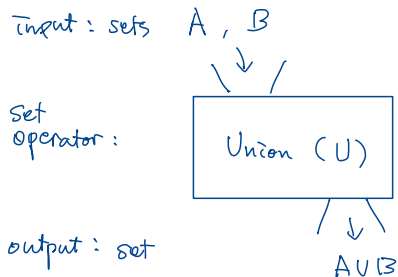 input : sets A , B
set
operator :
Union (∪)
output : set
A∪B